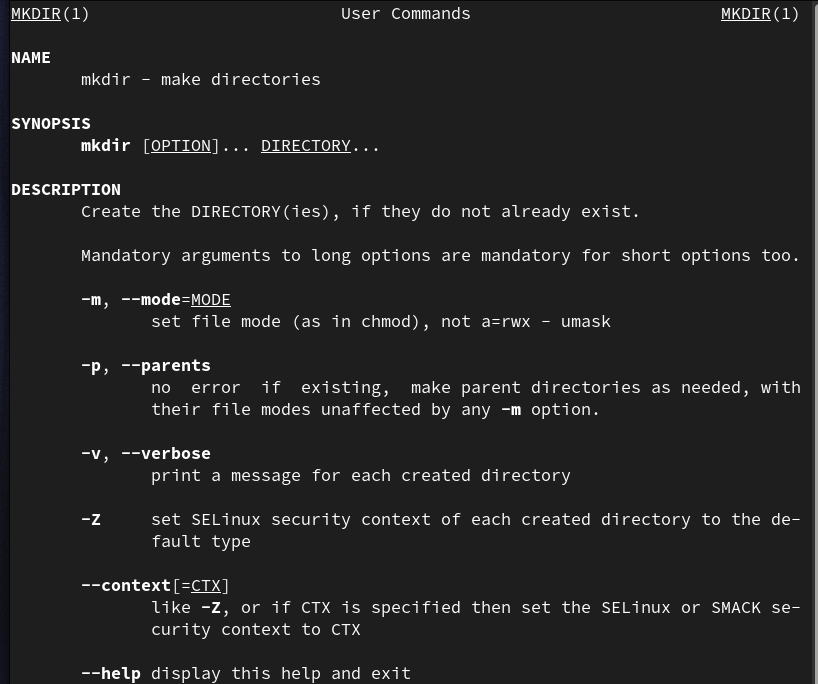 MKDIR(1) User Commands MKDIR(1)
NAME
mkdir - make directories
SYNOPSIS
mkdir [OPTION]... DIRECTORY...
DESCRIPTION
Create the DIRECTORY(ies), if they do not already exist.
Mandatory arguments to long options are mandatory for short options too.
-m, --mode=MODE
set file mode (as in chmod), not a=rwx - umask
-p, --parents
no error if existing, make parent directories as needed, with
their file modes unaffected by any -m option.
-v, --verbose
print a message for each created directory
-Z set SELinux security context of each created directory to the de-
fault type
--context[=CTX]
like -Z, or if CTX is specified then set the SELinux or SMACK se-
curity context to CTX
--help display this help and exit